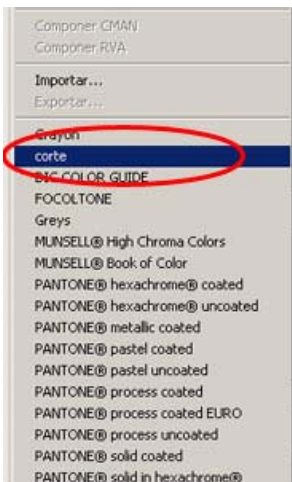 Componer CMAN
Componer RVA
Importar...
Exportar...
Crayon
corte
DIC COLOR GUIDE
FOCOLTONE
Greys
MUNSELL® High Chroma Colors
MUNSELL® Book of Color
PANTONE® hexachrome® coated
PANTONE® hexachrome® uncoated
PANTONE® metallic coated
PANTONE® pastel coated
PANTONE® pastel uncoated
PANTONE® process coated
PANTONE® process coated EURO
PANTONE® process uncoated
PANTONE® solid coated
PANTONE® solid in hexachrome®